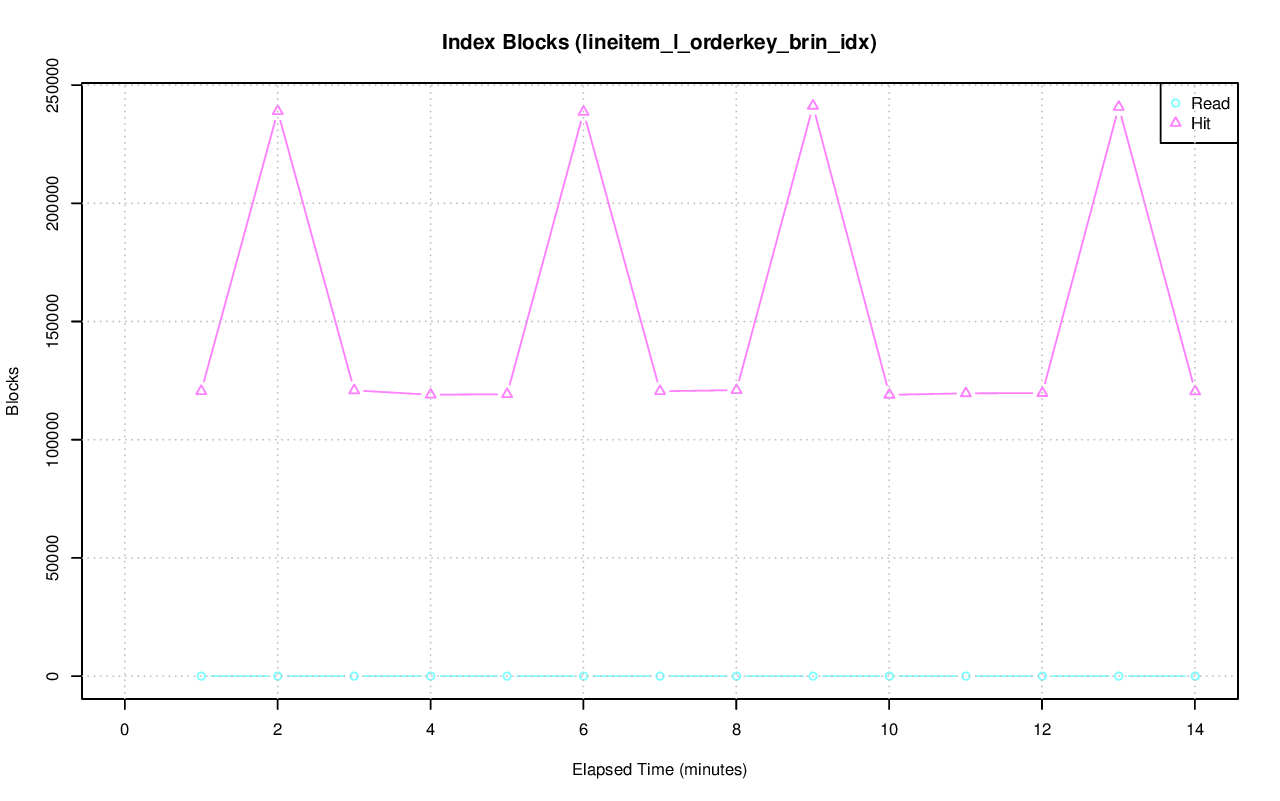 Index Blocks (lineitem_l_orderkey_brin_idx)
Read
Hit
Blocks
250000
200000
150000
100000
50000
0
0 2 4 6 8 10 12 14
Elapsed Time (minutes)